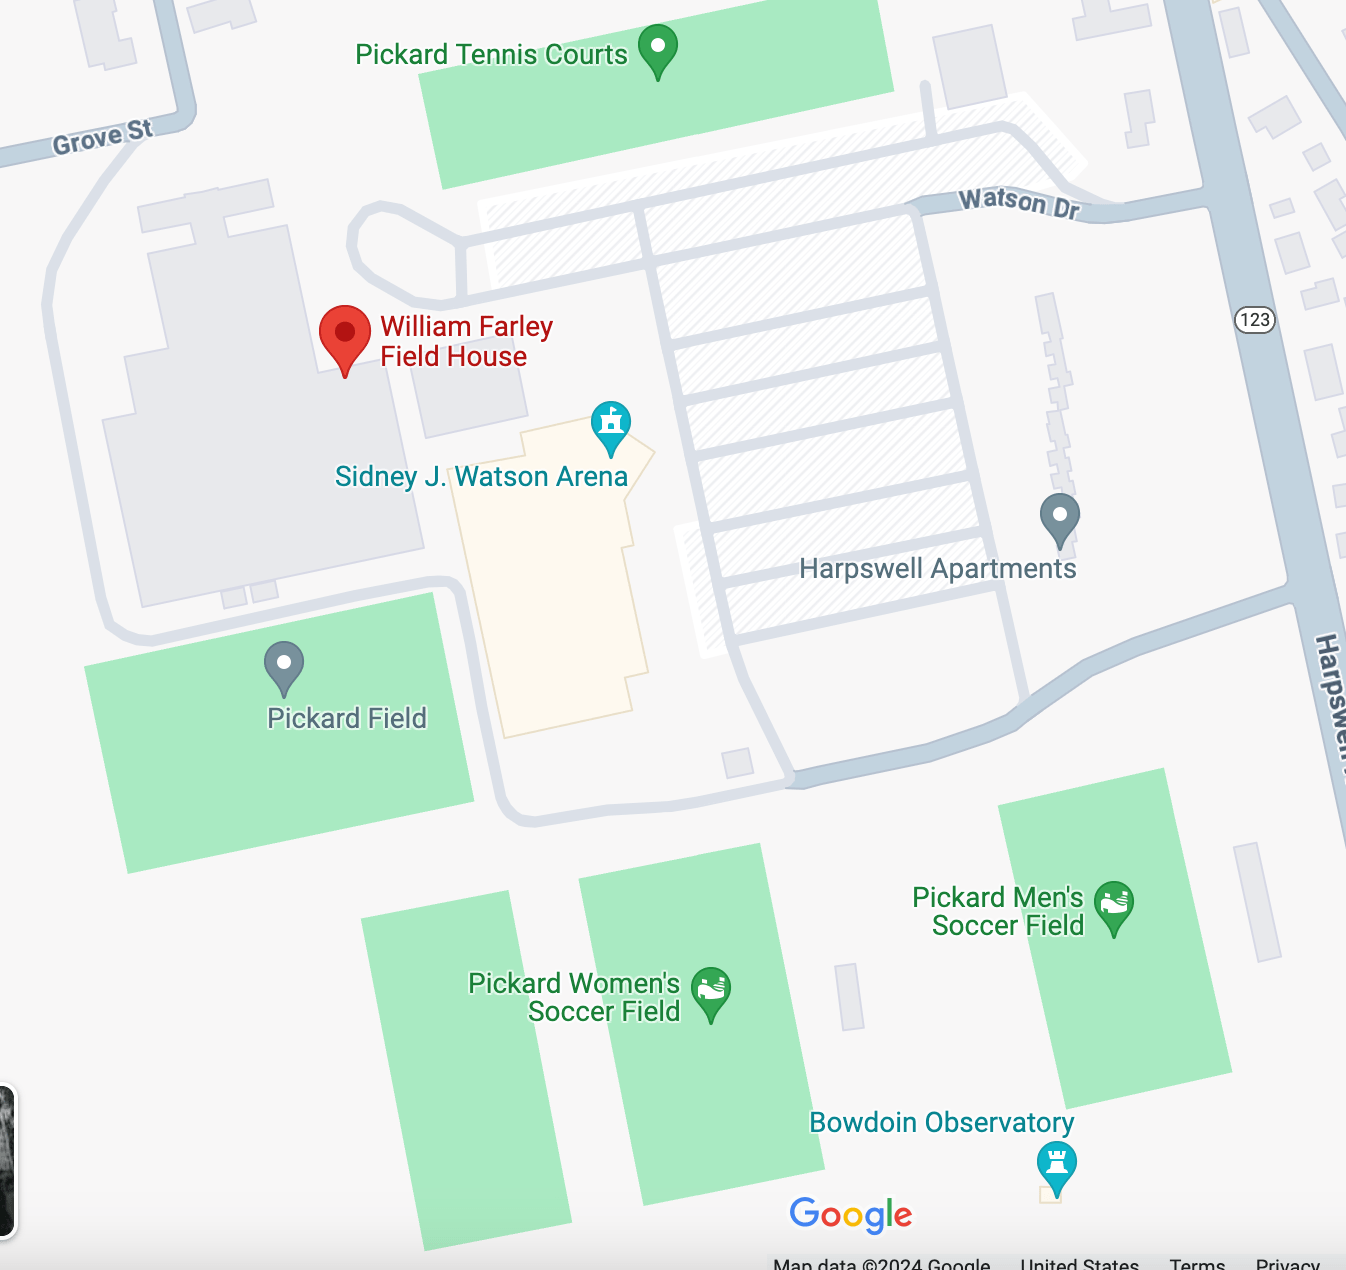 Pickard Tennis Courts
Grove St
Watson Dr
123
William Farley
Field House
Sidney J. Watson Arena
Harpswell Apartments
Pickard Field
Pickard Men's
Soccer Field
Pickard Women's
Soccer Field
Bowdoin Observatory
Google
Map data ©2024 Google United States Terms Privacy